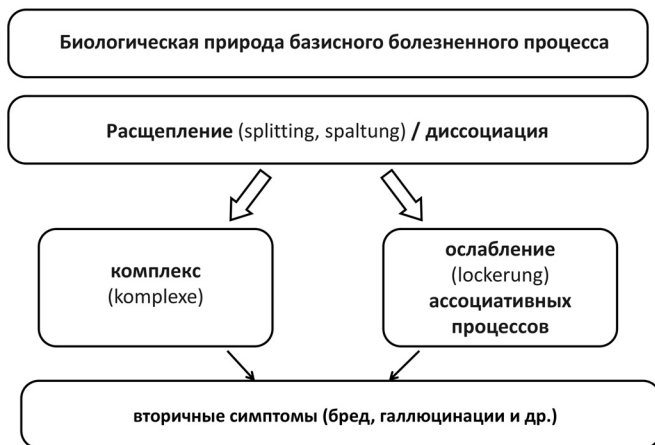 Биологическая природа базисного болезненного процесса
Расщепление (splitting, spaltung) / диссоциация
комплекс
(komplexe)
ослабление
(lockerung)
ассоциативных
процессов
вторичные симптомы (бред, галлюцинации и др.)